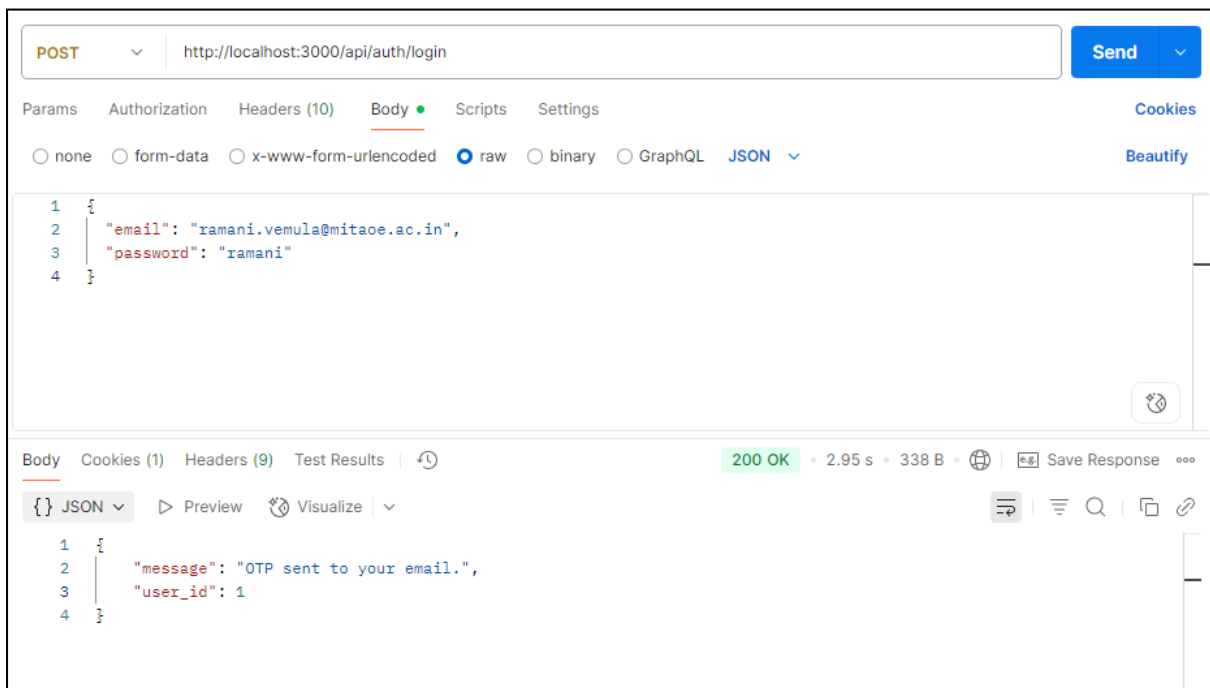 POST http://localhost:3000/api/auth/login Send
Params Authorization Headers (10) Body Scripts Settings Cookies
none form-data x-www-form-urlencoded raw binary GraphQL JSON Beautify
1 {
2 "email": "ramani.vemula@mitaoe.ac.in",
3 "password": "ramani"
4 }
Body Cookies (1) Headers (9) Test Results 200 OK • 2.95 s • 338 B • e.g. Save Response
{} JSON Preview Visualize
1 {
2 "message": "OTP sent to your email.",
3 "user_id": 1
4 }